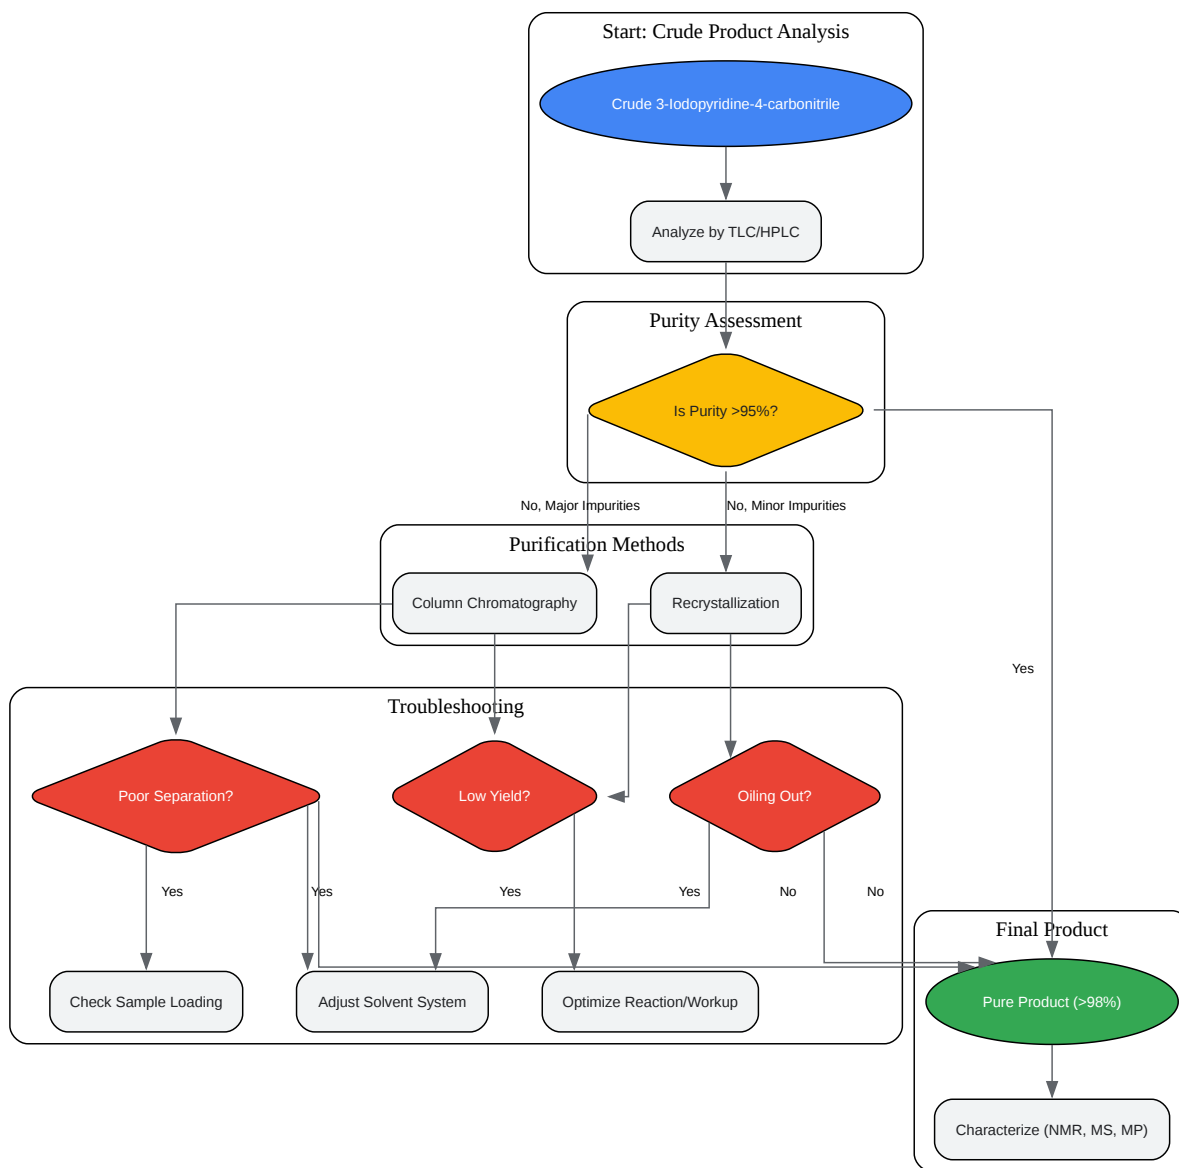 Start: Crude Product Analysis
Crude 3-Iodopyridine-4-carbonitrile
Analyze by TLC/HPLC
Purity Assessment
Is Purity >95%?
No, Major Impurities
No, Minor Impurities
Purification Methods
Column Chromatography
Recrystallization
Yes
Troubleshooting
Poor Separation?
Low Yield?
Oiling Out?
Yes
Yes
Yes
Yes
No
No
Final Product
Check Sample Loading
Adjust Solvent System
Optimize Reaction/Workup
Pure Product (>98%)
Characterize (NMR, MS, MP)